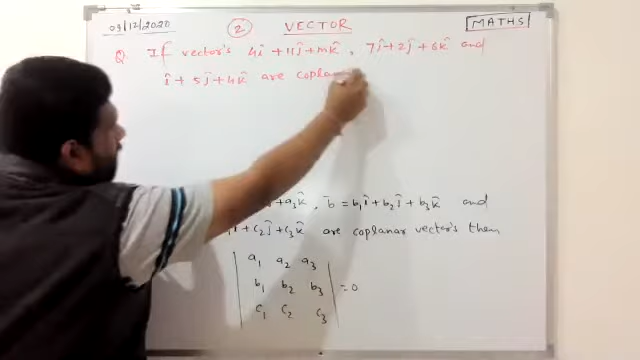 03/12/2020 2 VECTOR MATHS
Q. If vector's 4î + 11ĵ + mk̂, 7î + 2ĵ + 6k̂ and
î + 5ĵ + 4k̂ are coplana
+ a₃k̂, b̄ = b₁î + b₂ĵ + b₃k̂ and
î + c₂ĵ + c₃k̂ are coplanar vector's then
| a₁ a₂ a₃ |
| b₁ b₂ b₃ | = 0
| c₁ c₂ c₃ |